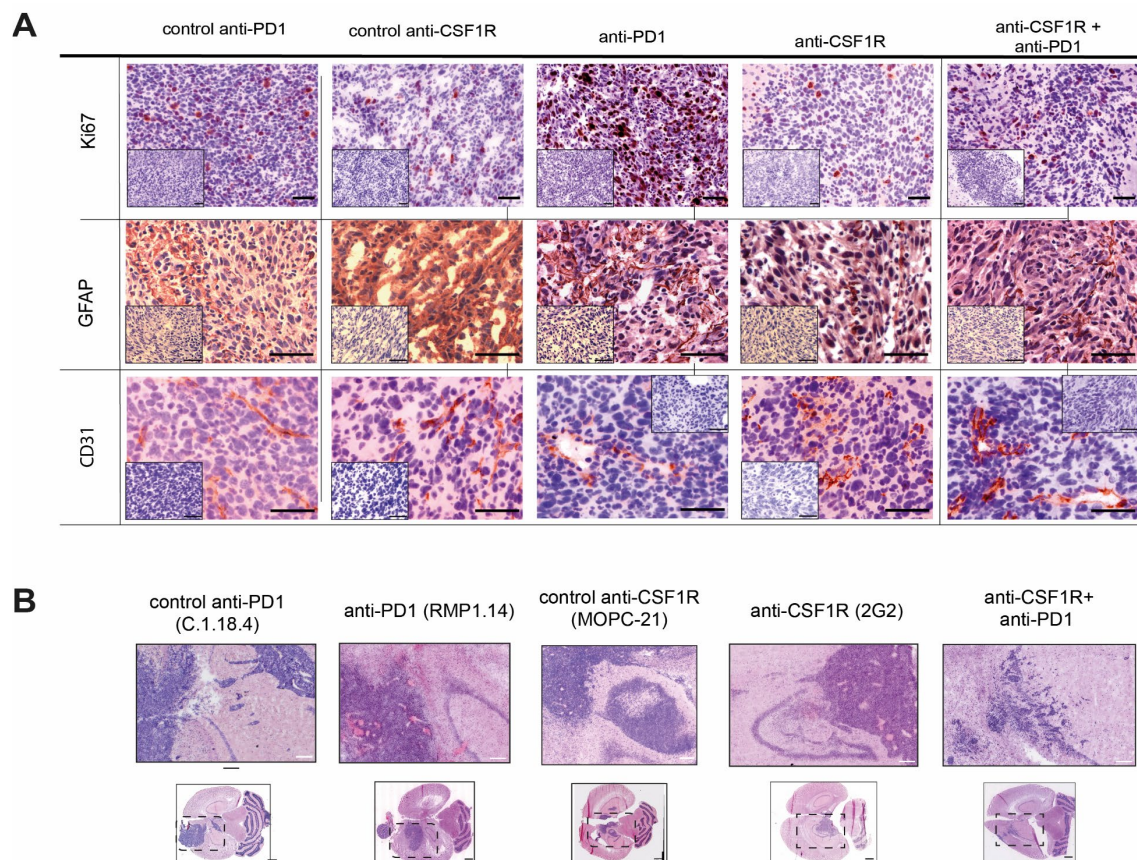 A
control anti-PD1
control anti-CSF1R
anti-PD1
anti-CSF1R
anti-CSF1R +
anti-PD1
Ki67
GFAP
CD31
B
control anti-PD1
(C.1.18.4)
anti-PD1 (RMP1.14)
control anti-CSF1R
(MOPC-21)
anti-CSF1R (2G2)
anti-CSF1R+
anti-PD1